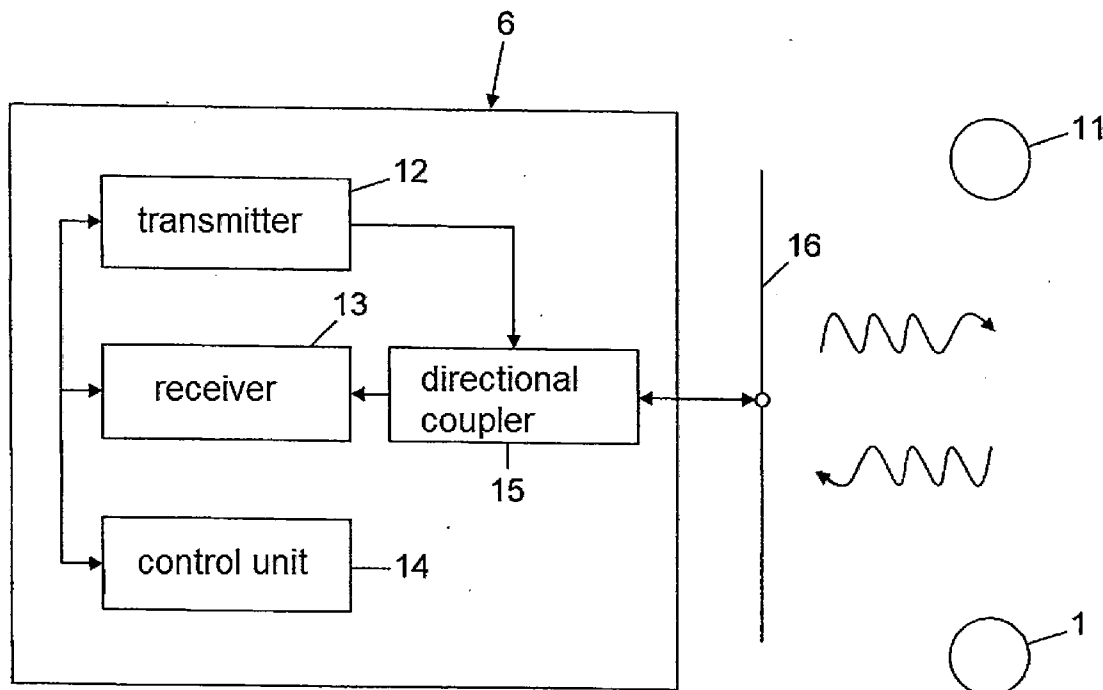 6
11
12
transmitter
16
13
receiver
directional
coupler
15
control unit
14
1